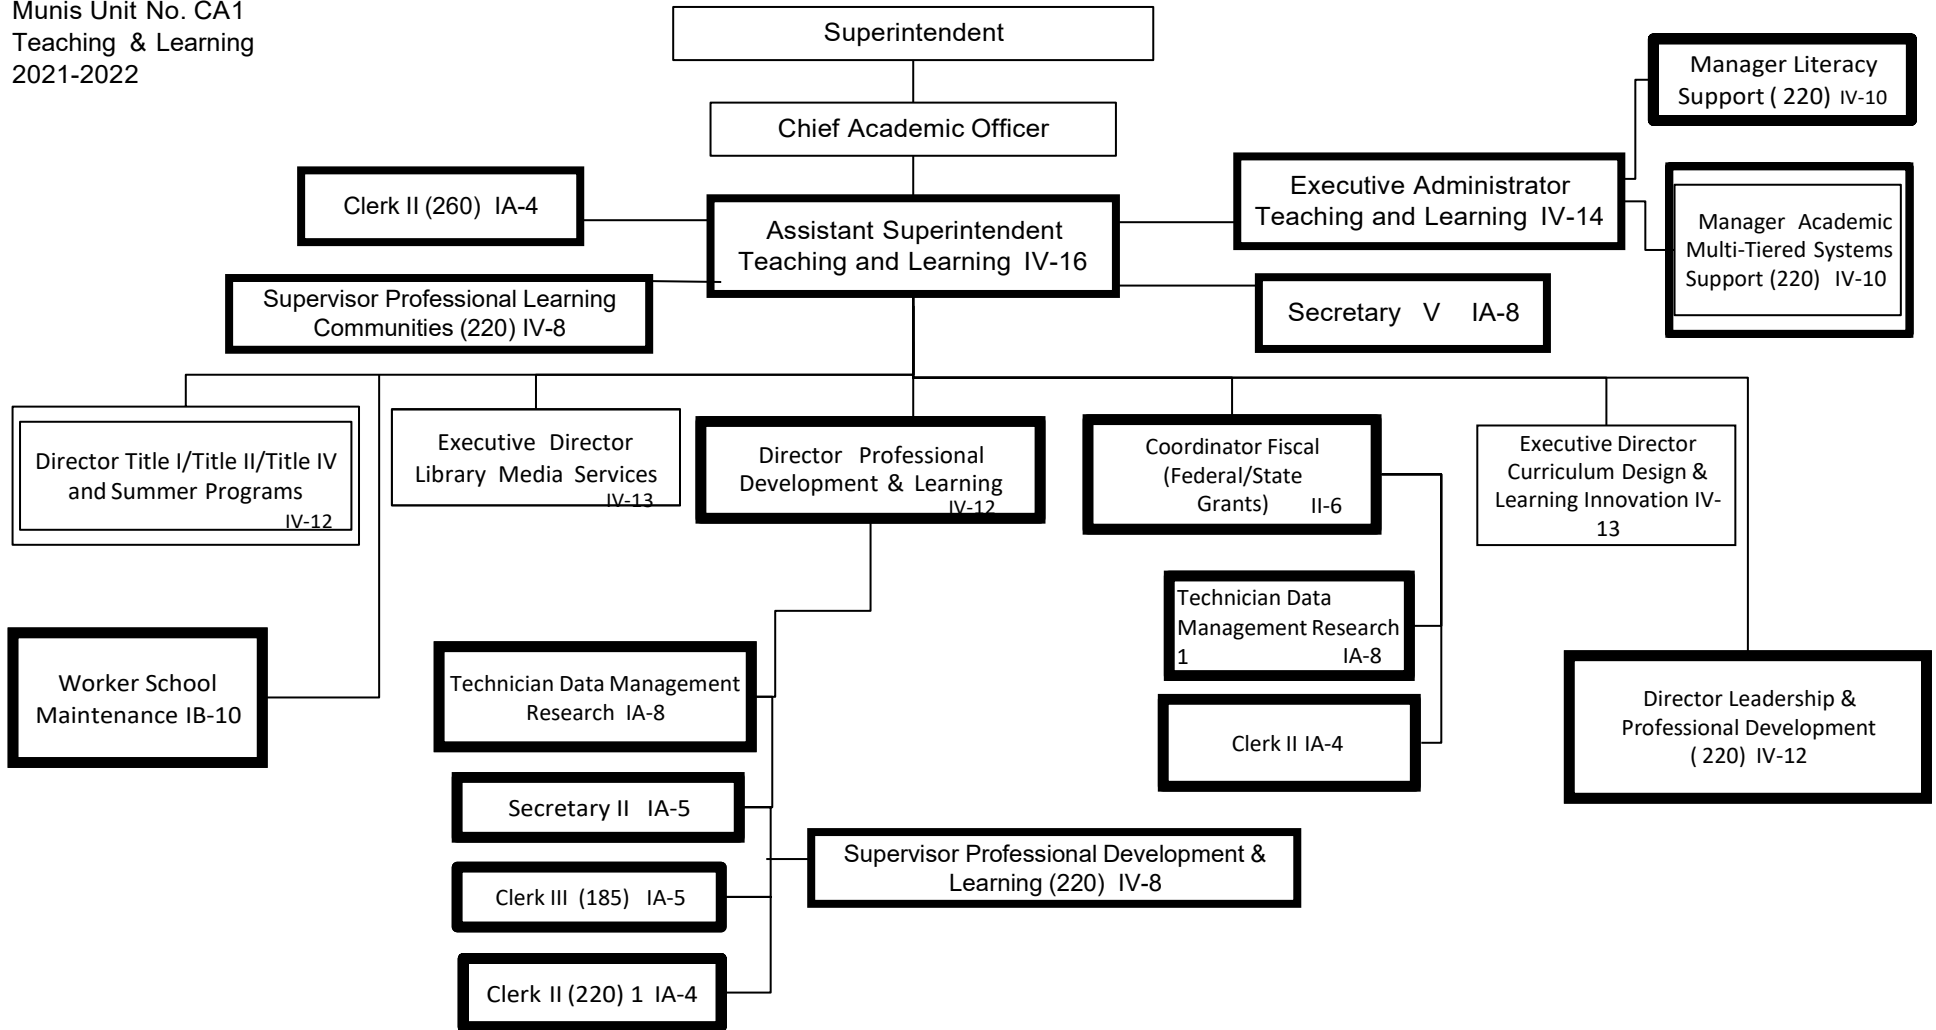 Munis Unit No. CA1
Teaching & Learning
2021-2022
Superintendent
Chief Academic Officer
Manager Literacy
Support ( 220) IV-10
Clerk II (260) IA-4
Assistant Superintendent
Teaching and Learning IV-16
Executive Administrator
Teaching and Learning IV-14
Manager Academic
Multi-Tiered Systems
Support (220) IV-10
Supervisor Professional Learning
Communities (220) IV-8
Secretary V IA-8
Director Title I/Title II/Title IV
and Summer Programs
IV-12
Executive Director
Library Media Services
IV-13
Director Professional
Development & Learning
IV-12
Coordinator Fiscal
(Federal/State
Grants) II-6
Executive Director
Curriculum Design &
Learning Innovation IV-
13
Worker School
Maintenance IB-10
Technician Data Management
Research IA-8
Technician Data
Management Research
1 IA-8
Clerk II IA-4
Director Leadership &
Professional Development
( 220) IV-12
Secretary II IA-5
Supervisor Professional Development &
Learning (220) IV-8
Clerk III (185) IA-5
Clerk II (220) 1 IA-4